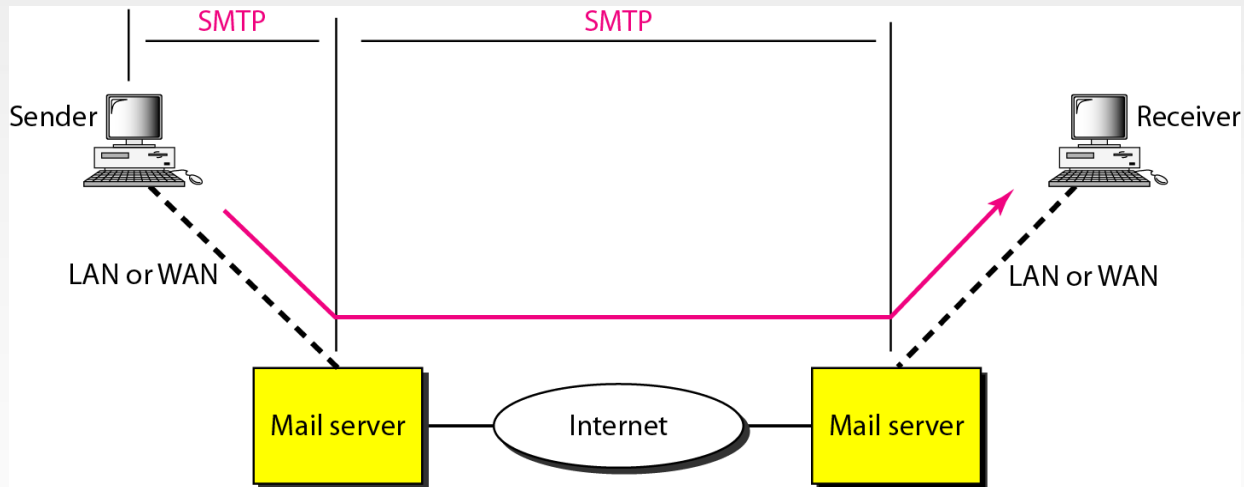 SMTP
SMTP
Sender
Receiver
LAN or WAN
LAN or WAN
Mail server
Internet
Mail server